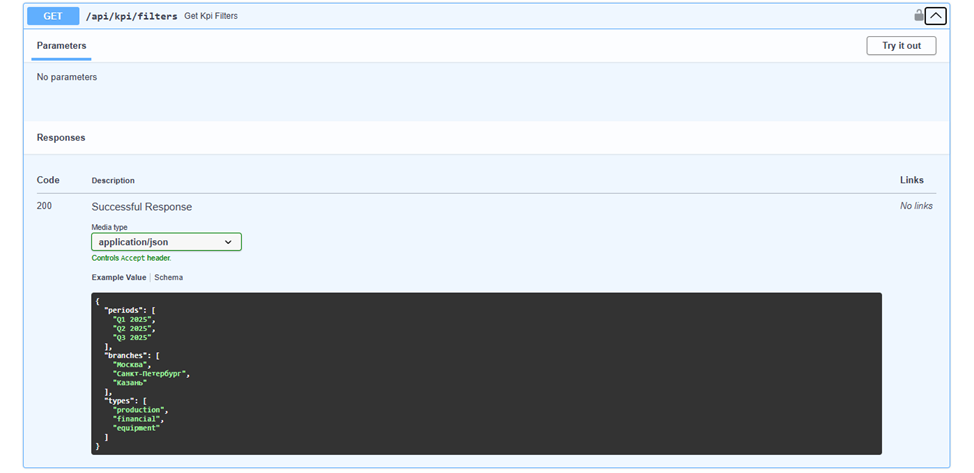 GET /api/kpi/filters Get Kpi Filters
Parameters
Try it out
No parameters
Responses
Code Description Links
200 Successful Response No links
Media type
application/json
Controls Accept header.
Example Value Schema
{
"periods": [
"Q1 2025",
"Q2 2025",
"Q3 2025"
],
"branches": [
"Москва",
"Санкт-Петербург",
"Казань"
],
"types": [
"production",
"financial",
"equipment"
]
}